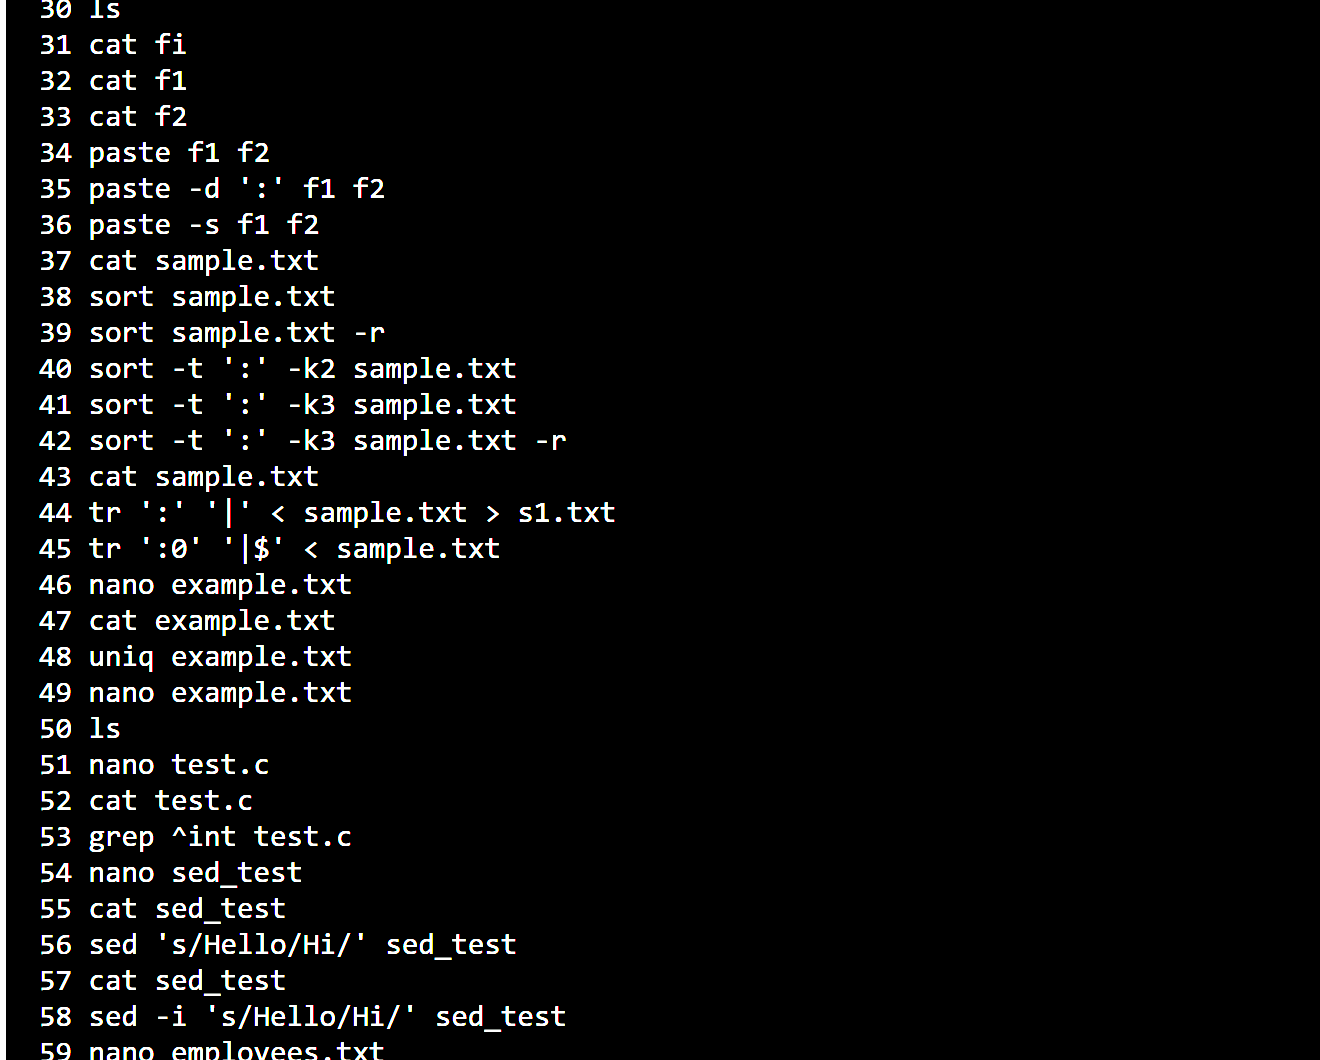 30 ls
31 cat fi
32 cat f1
33 cat f2
34 paste f1 f2
35 paste -d ':' f1 f2
36 paste -s f1 f2
37 cat sample.txt
38 sort sample.txt
39 sort sample.txt -r
40 sort -t ':' -k2 sample.txt
41 sort -t ':' -k3 sample.txt
42 sort -t ':' -k3 sample.txt -r
43 cat sample.txt
44 tr ':' '|' < sample.txt > s1.txt
45 tr ':0' '|$' < sample.txt
46 nano example.txt
47 cat example.txt
48 uniq example.txt
49 nano example.txt
50 ls
51 nano test.c
52 cat test.c
53 grep ^int test.c
54 nano sed_test
55 cat sed_test
56 sed 's/Hello/Hi/' sed_test
57 cat sed_test
58 sed -i 's/Hello/Hi/' sed_test
59 nano employees.txt